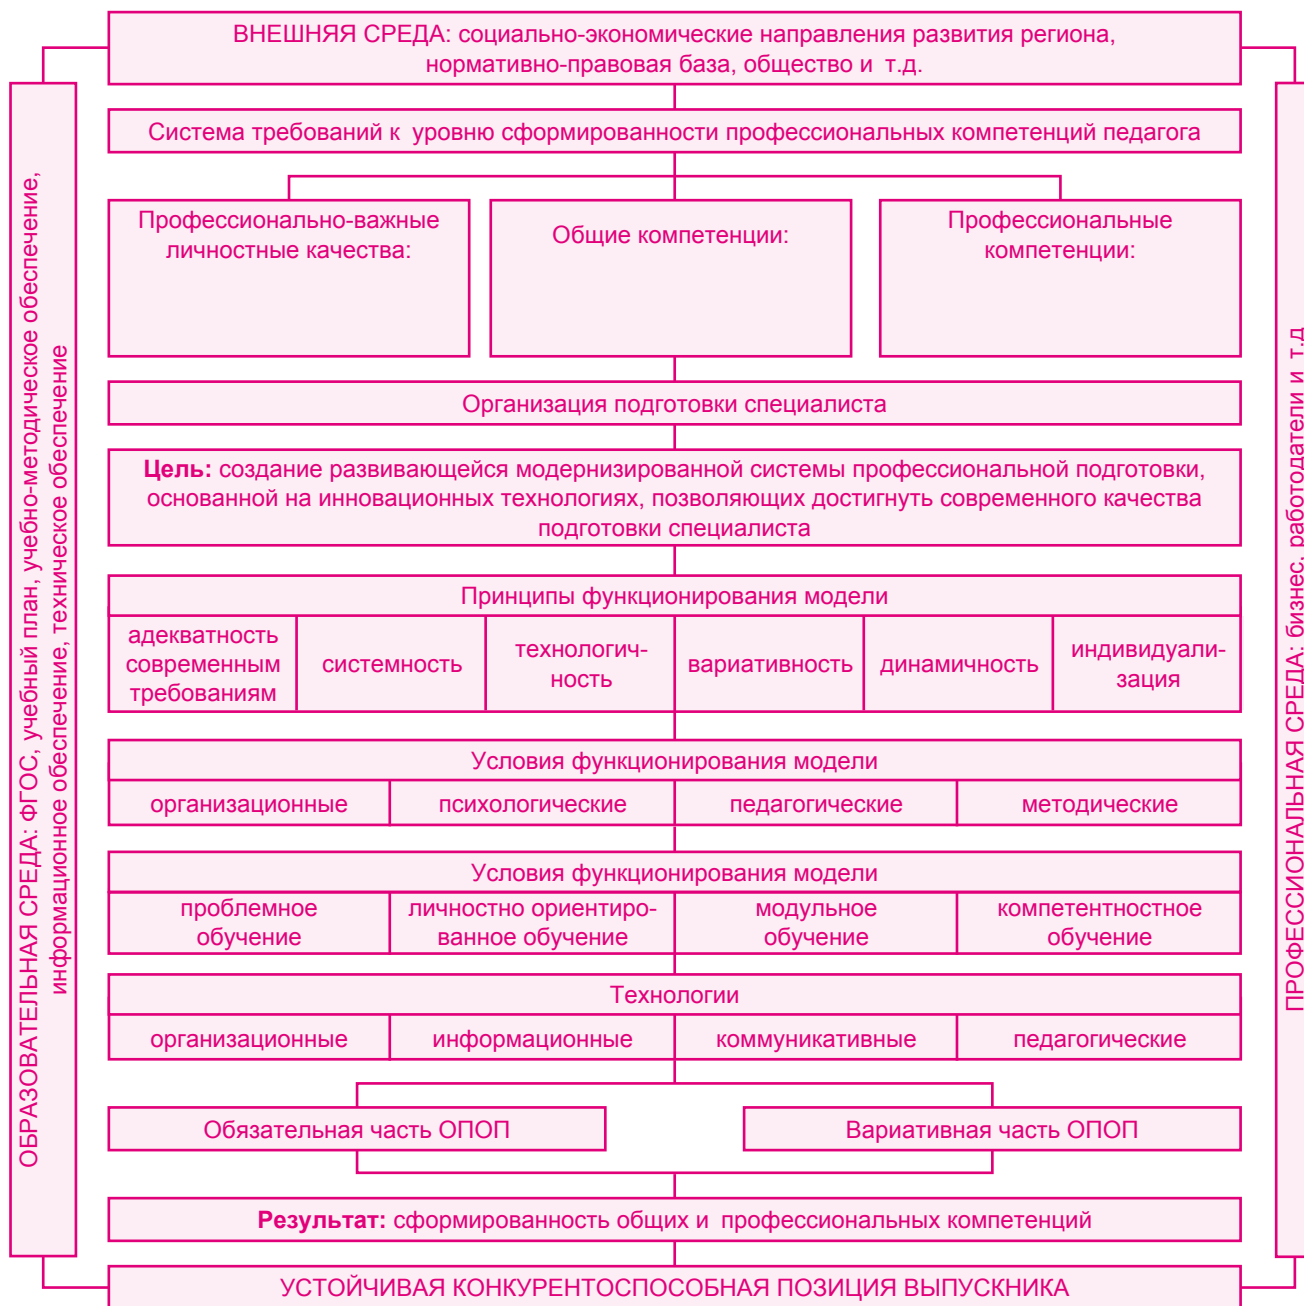 ВНЕШНЯЯ СРЕДА: социально-экономические направления развития региона,
нормативно-правовая база, общество и т.д.
ОБРАЗОВАТЕЛЬНАЯ СРЕДА: ФГОС, учебный план, учебно-методическое обеспечение,
информационное обеспечение, техническое обеспечение
ПРОФЕССИОНАЛЬНАЯ СРЕДА: бизнес, работодатели и т.д
Система требований к уровню сформированности профессиональных компетенций педагога
Профессионально-важные
личностные качества:
Общие компетенции:
Профессиональные
компетенции:
Организация подготовки специалиста
Цель: создание развивающейся модернизированной системы профессиональной подготовки,
основанной на инновационных технологиях, позволяющих достигнуть современного качества
подготовки специалиста
Принципы функционирования модели
адекватность
современным
требованиям
системность
технологич-
ность
вариативность
динамичность
индивидуали-
зация
Условия функционирования модели
организационные
психологические
педагогические
методические
Условия функционирования модели
проблемное
обучение
личностно ориентиро-
ванное обучение
модульное
обучение
компетентностное
обучение
Технологии
организационные
информационные
коммуникативные
педагогические
Обязательная часть ОПОП
Вариативная часть ОПОП
Результат: сформированность общих и профессиональных компетенций
УСТОЙЧИВАЯ КОНКУРЕНТОСПОСОБНАЯ ПОЗИЦИЯ ВЫПУСКНИКА